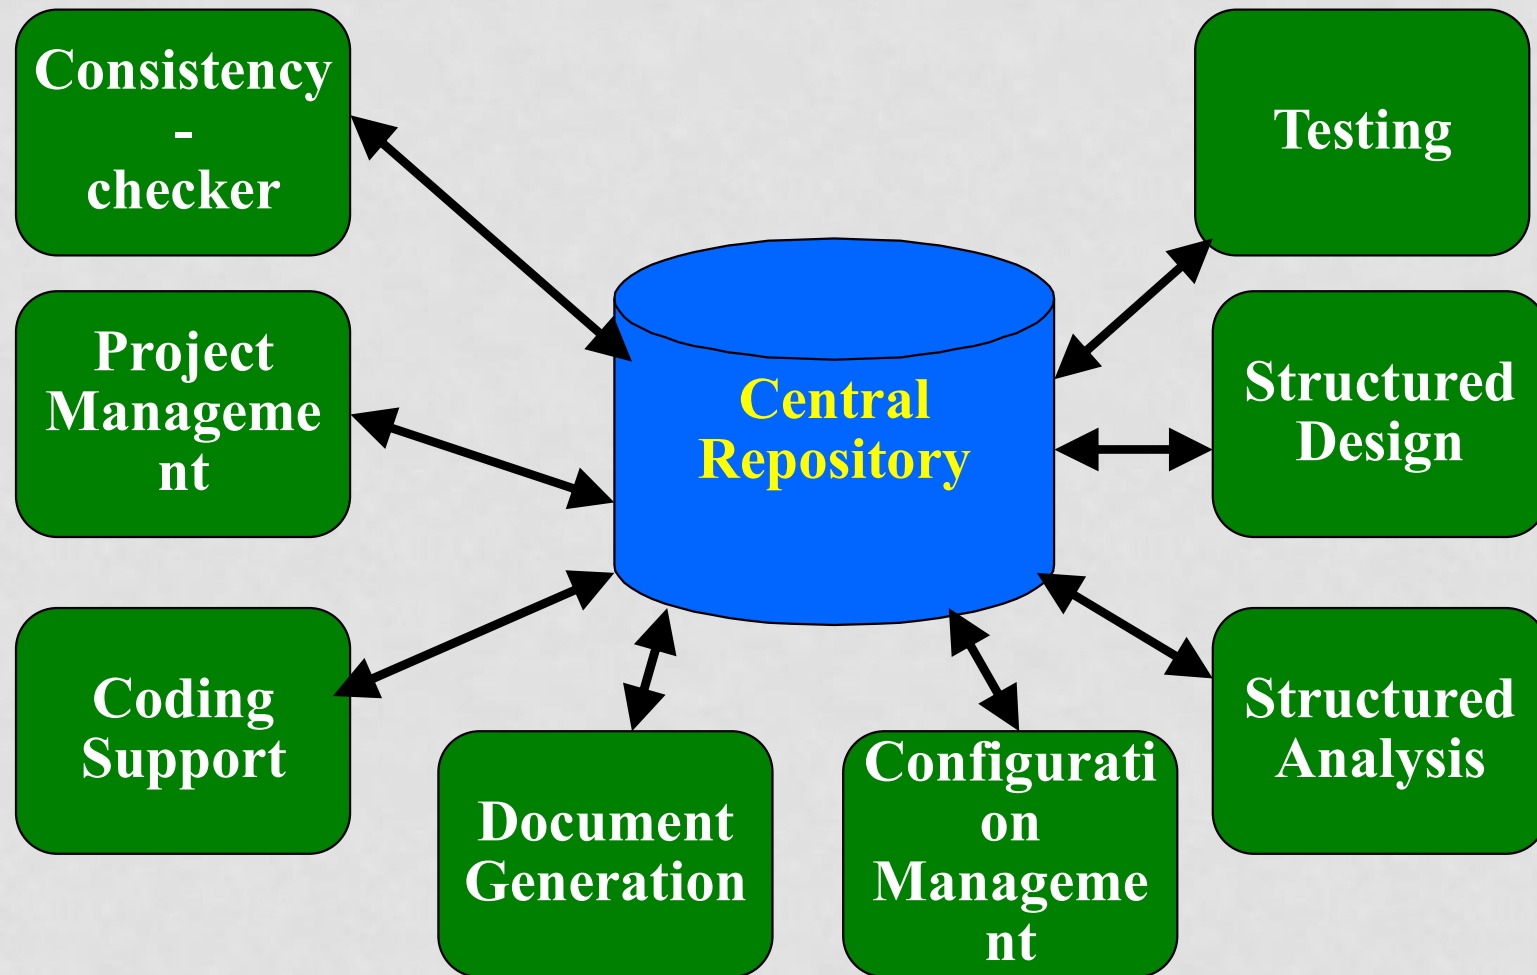 Consistency
-
checker
Testing
Project
Manageme
nt
Central
Repository
Structured
Design
Coding
Support
Structured
Analysis
Document
Generation
Configurati
on
Manageme
nt